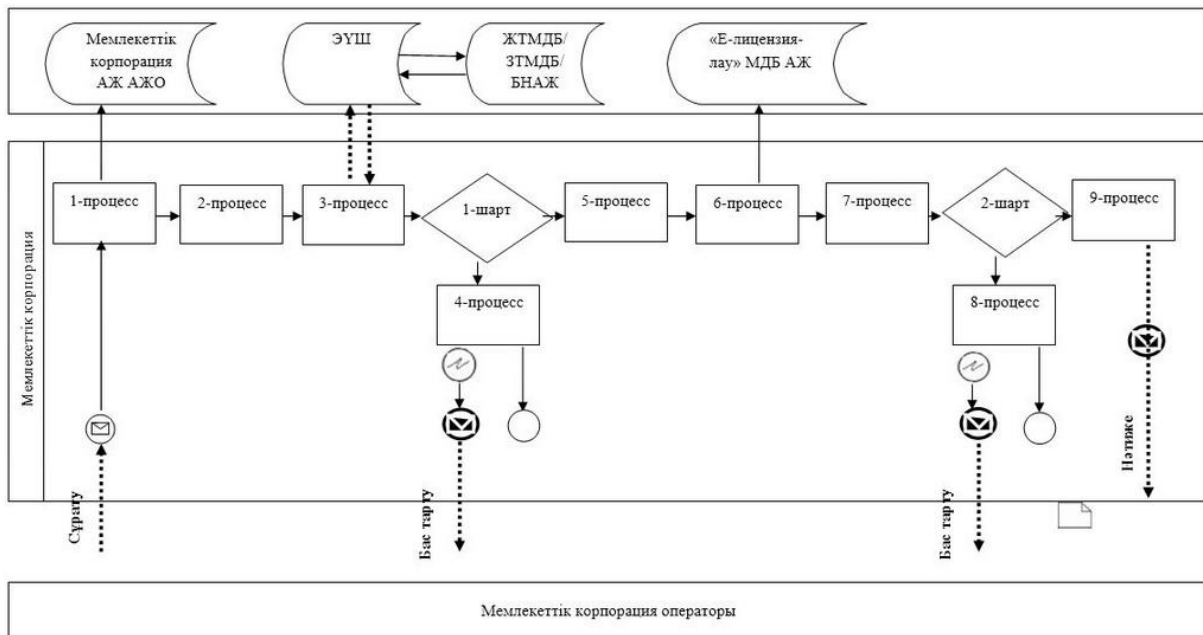 Мемлекеттік
корпорация
АЖ АЖО
ЭҮШ
ЖТМДБ/
ЗТМДБ/
БНАЖ
«Е-лицензия-
лау» МДБ АЖ
Мемлекеттік корпорация
1-процесс
2-процесс
3-процесс
1-шарт
5-процесс
6-процесс
7-процесс
2-шарт
9-процесс
4-процесс
8-процесс
Сұрату
Бас тарту
Бас тарту
Нәтиже
Мемлекеттік корпорация операторы